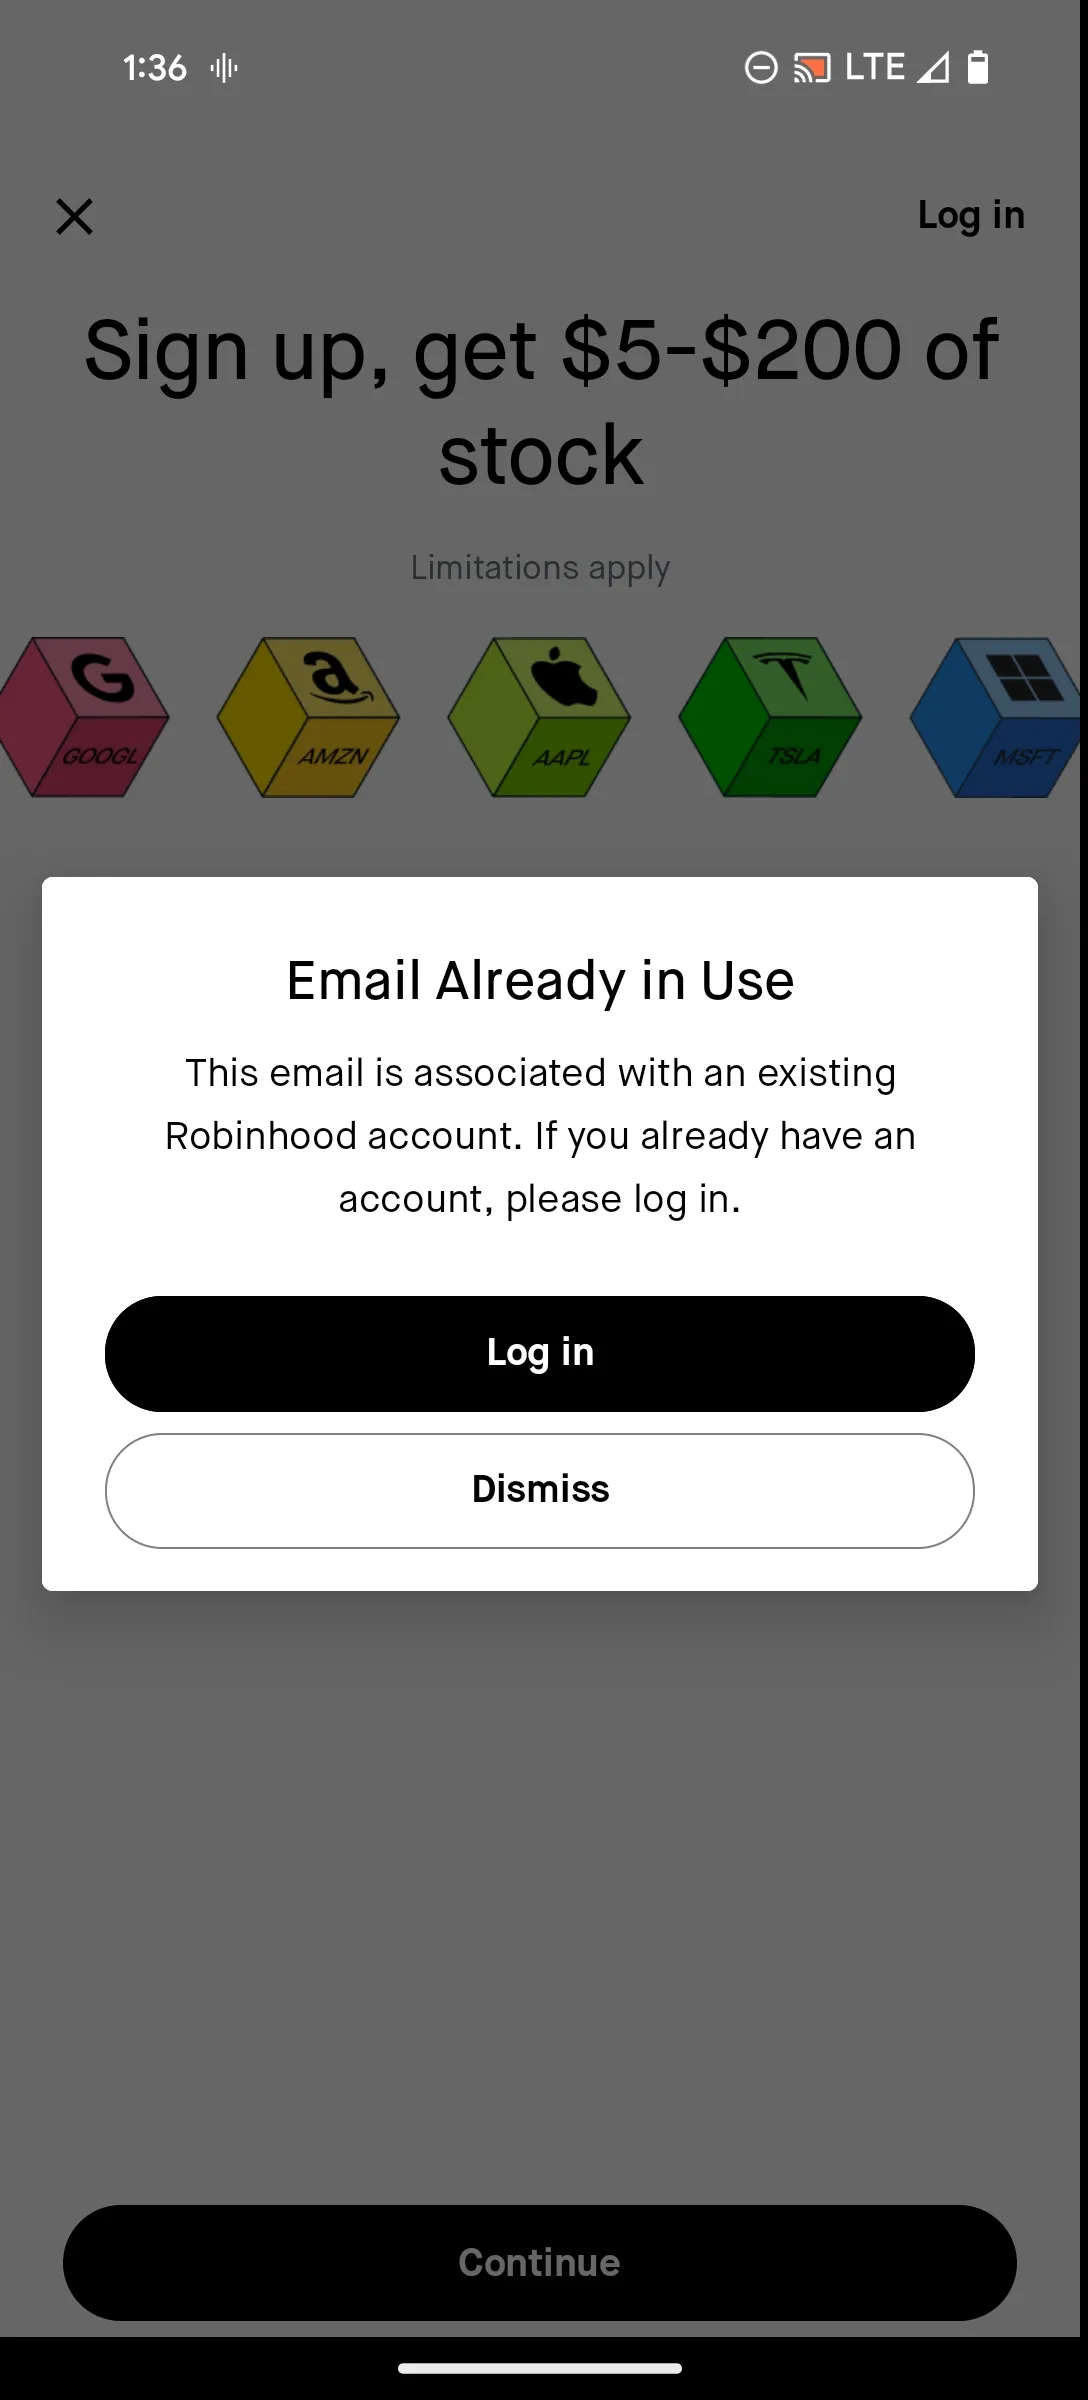 1:36
LTE
Log in
Sign up, get $5-$200 of
stock
Limitations apply
GOOGL
AMZN
AAPL
TSLA
MSFT
Email Already in Use
This email is associated with an existing
Robinhood account. If you already have an
account, please log in.
Log in
Dismiss
Continue